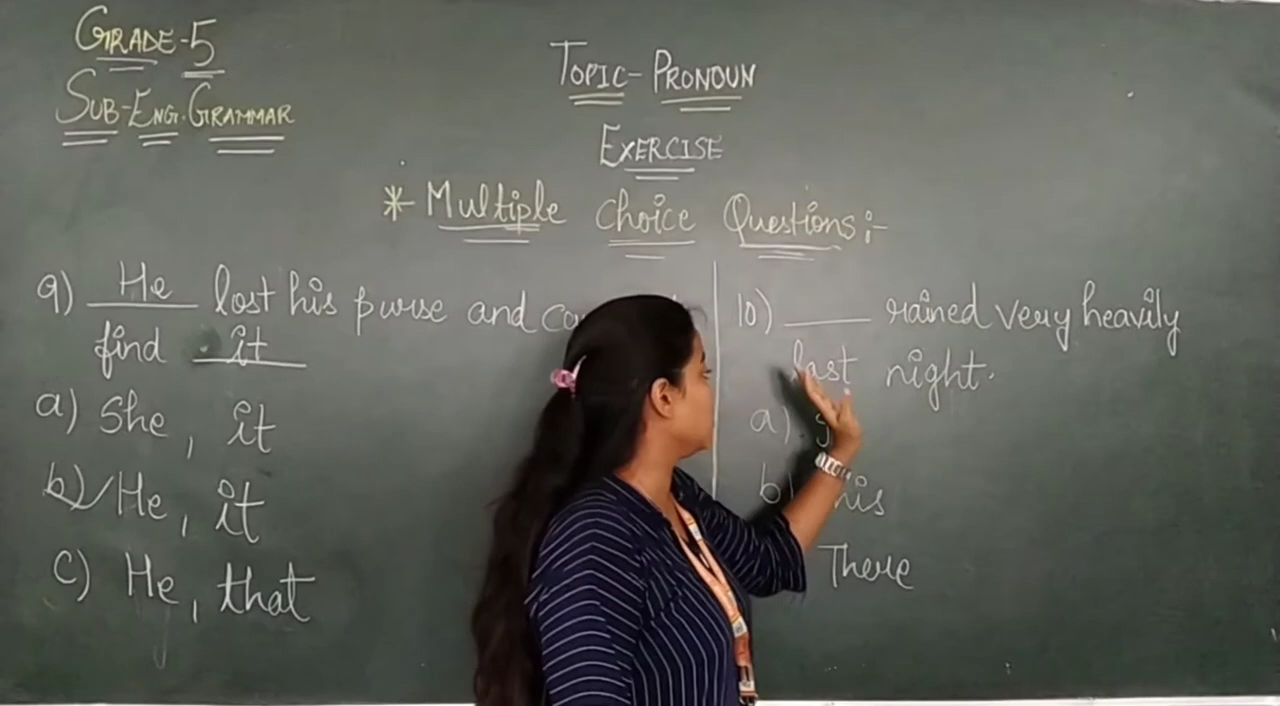 GRADE-5
SUB-ENG.GRAMMAR
TOPIC-PRONOUN
EXERCISE
* Multiple choice Questions:-
9) He lost his purse and
find it
a) She, it
b) He, it
c) He, that
10) ____ rained very heavily
last night.
a)
b)
There